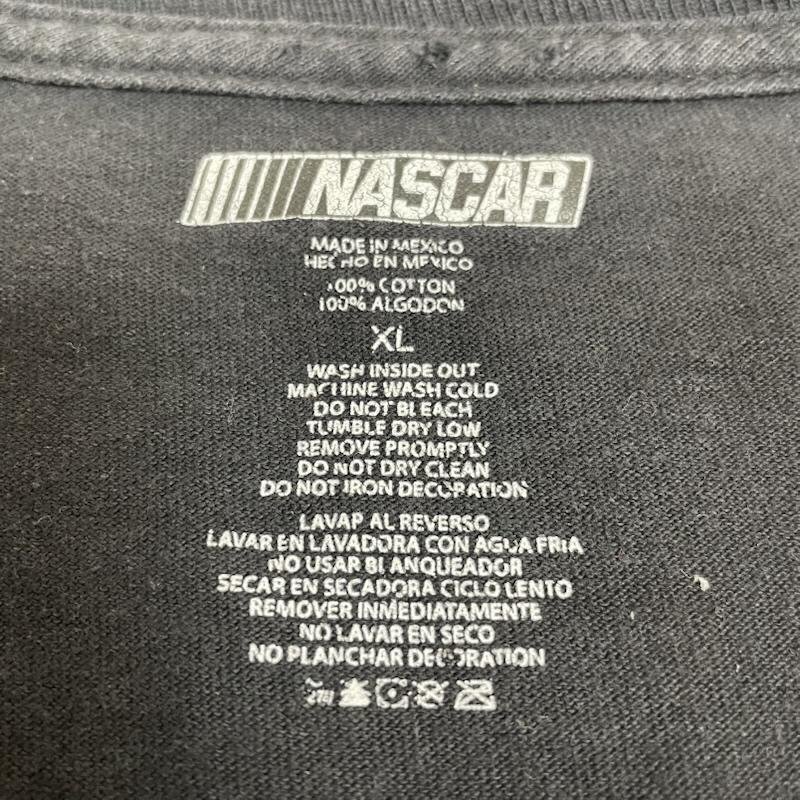 NASCAR
MADE IN MEXICO
HECHO EN MEXICO
100% COTTON
100% ALGODON
XL
WASH INSIDE OUT
MACHINE WASH COLD
DO NOT BLEACH
TUMBLE DRY LOW
REMOVE PROMPTLY
DO NOT DRY CLEAN
DO NOT IRON DECORATION
LAVAR AL REVERSO
LAVAR EN LAVADORA CON AGUA FRIA
NO USAR BLANQUEADOR
SECAR EN SECADORA CICLO LENTO
REMOVER INMEDIATAMENTE
NO LAVAR EN SECO
NO PLANCHAR DECORATION